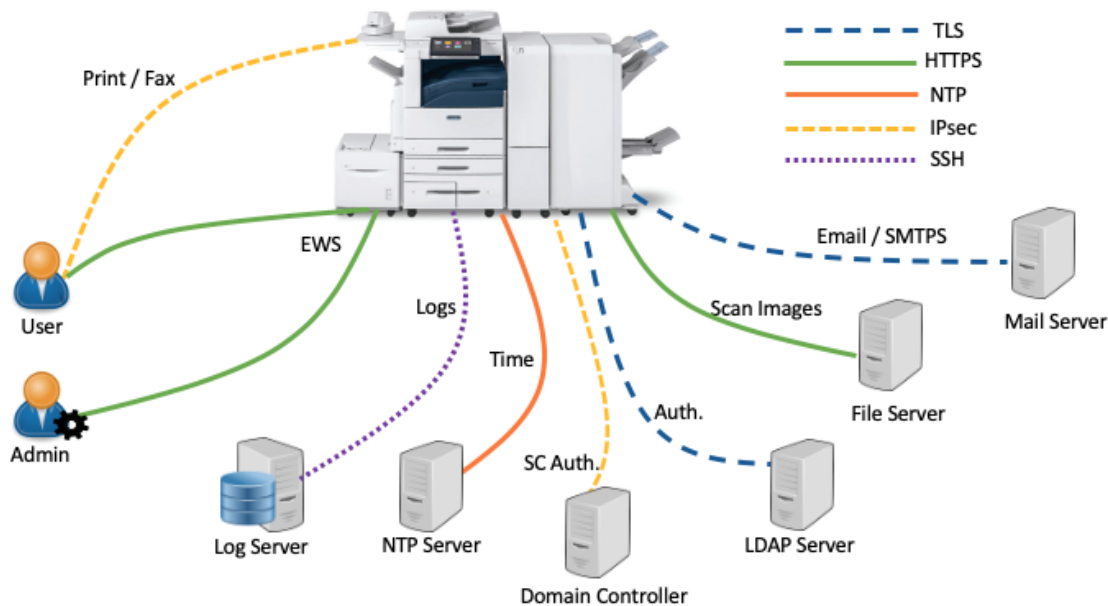 TLS
HTTPS
NTP
IPsec
SSH
Print / Fax
EWS
Email / SMTPS
User
Logs
Scan Images
Mail Server
Time
Admin
Auth.
File Server
SC Auth.
Log Server
NTP Server
LDAP Server
Domain Controller